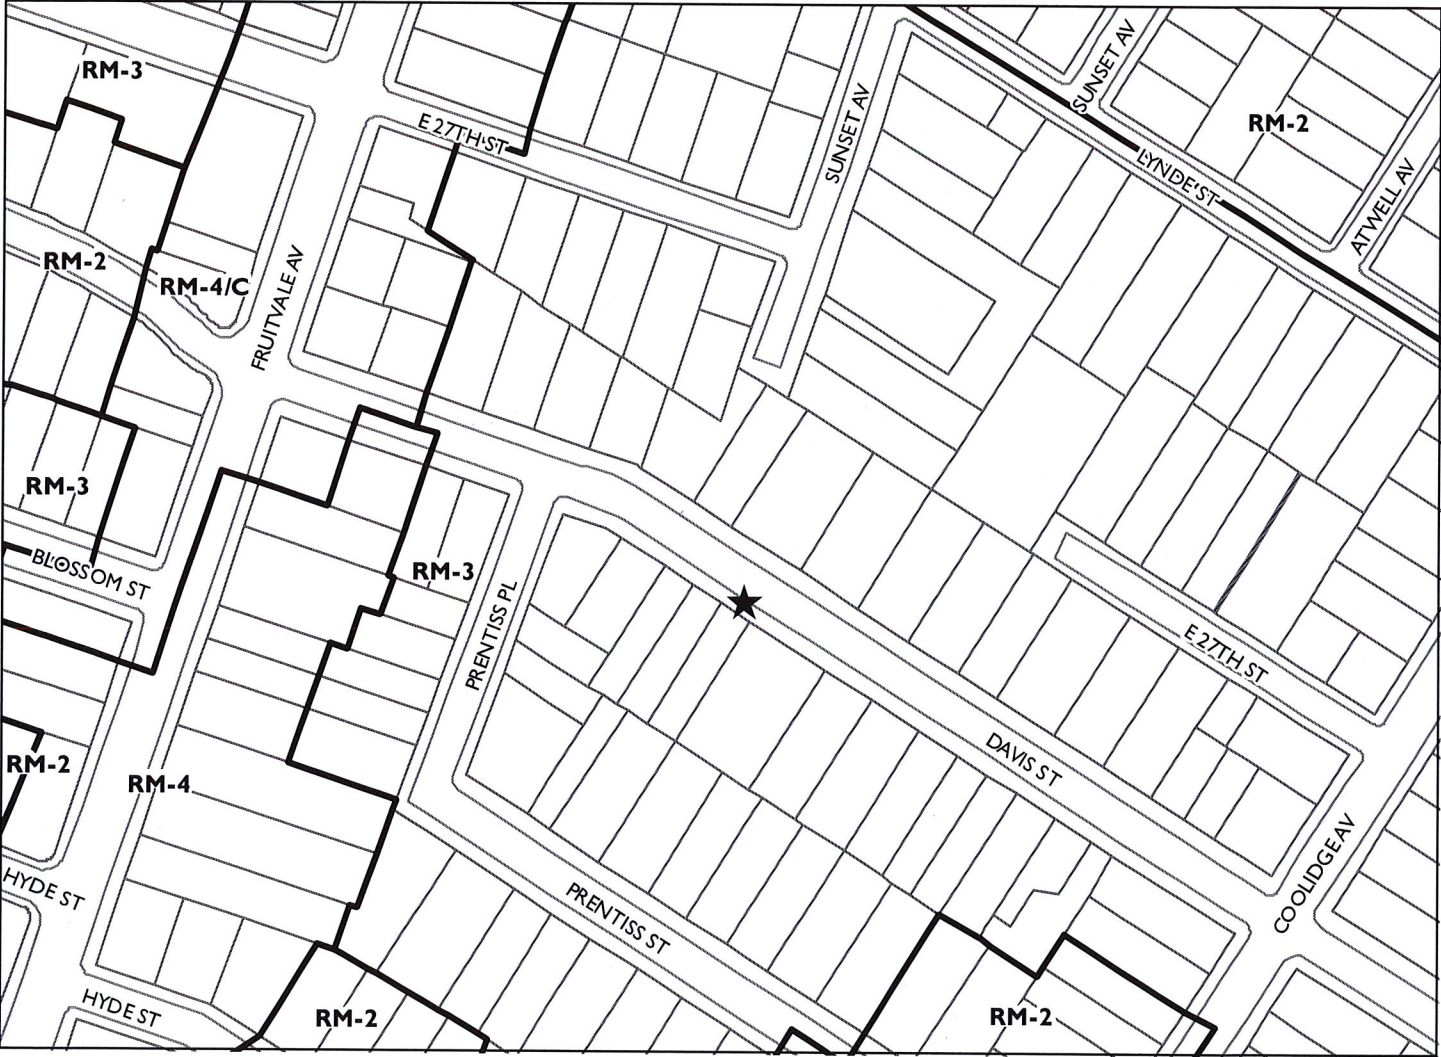 SUNSET AV
RM-3
E 27TH ST
RM-2
SUNSET AV
LYNDE ST
ATWELL AV
RM-2
RM-4/C
FRUITVALE AV
RM-3
BLOSSOM ST
RM-3
PRENTISS PL
E 27TH ST
DAVIS ST
RM-2
RM-4
COOLIDGE AV
HYDE ST
PRENTISS ST
HYDE ST
RM-2
RM-2